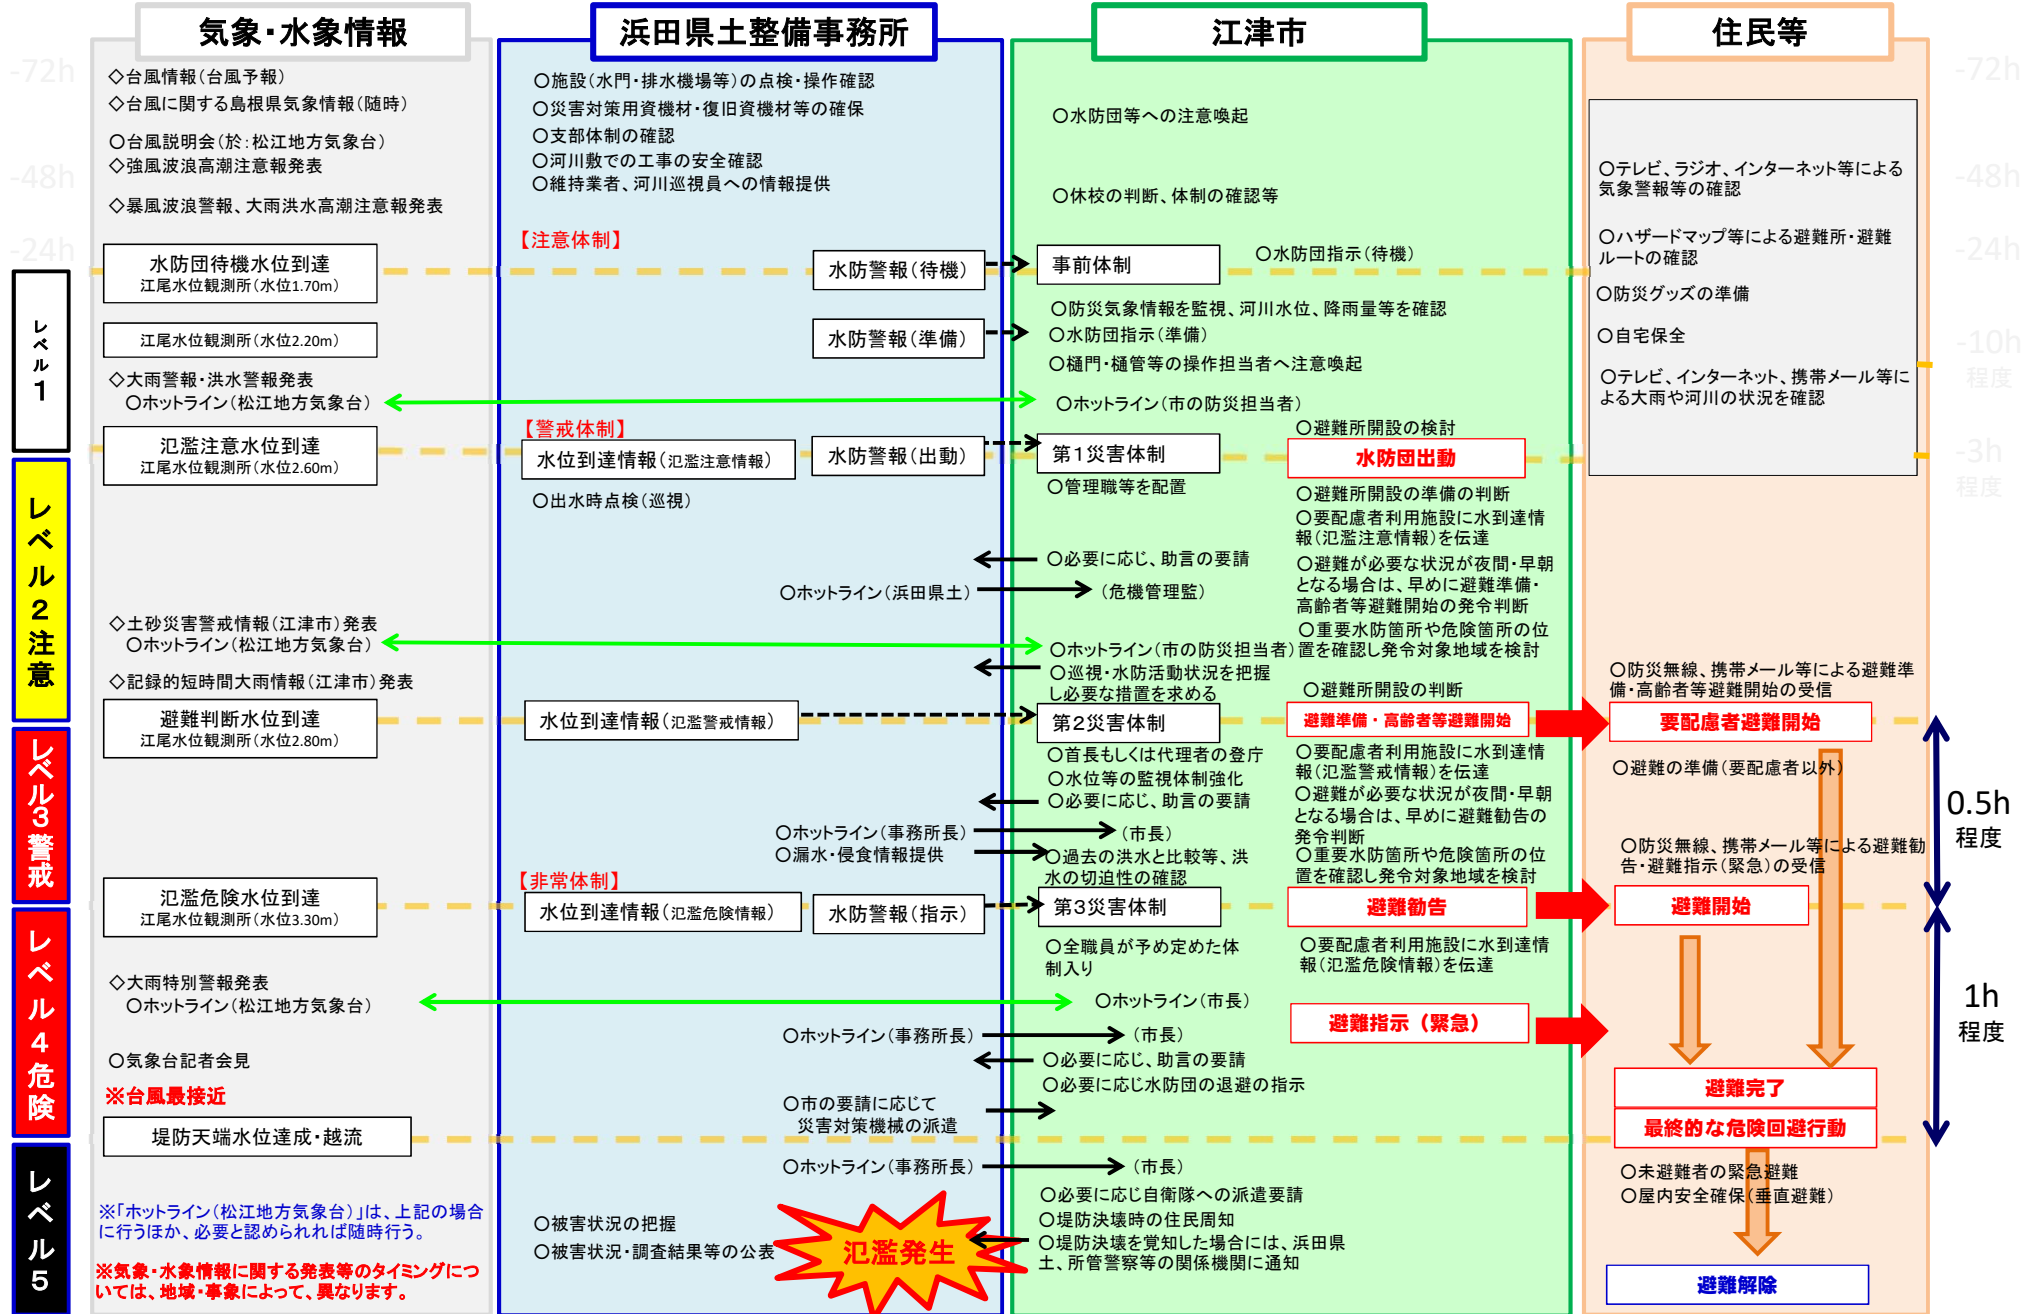 気象・水象情報
浜田県土整備事務所
江津市
住民等
-72h
-48h
-24h
レベル1
レベル2注意
レベル3警戒
レベル4危険
レベル5
◇台風情報(台風予報)
◇台風に関する島根県気象情報(随時)
○台風説明会(於:松江地方気象台)
◇強風波浪高潮注意報発表
◇暴風波浪警報、大雨洪水高潮注意報発表
水防団待機水位到達
江尾水位観測所(水位1.70m)
江尾水位観測所(水位2.20m)
◇大雨警報・洪水警報発表
○ホットライン(松江地方気象台)
氾濫注意水位到達
江尾水位観測所(水位2.60m)
◇土砂災害警戒情報(江津市)発表
○ホットライン(松江地方気象台)
◇記録的短時間大雨情報(江津市)発表
避難判断水位到達
江尾水位観測所(水位2.80m)
氾濫危険水位到達
江尾水位観測所(水位3.30m)
◇大雨特別警報発表
○ホットライン(松江地方気象台)
○気象台記者会見
※台風最接近
堤防天端水位達成・越流
※「ホットライン(松江地方気象台)」は、上記の場合
に行うほか、必要と認められれば随時行う。
※気象・水象情報に関する発表等のタイミングにつ
いては、地域・事象によって、異なります。
○施設(水門・排水機場等)の点検・操作確認
○災害対策用資機材・復旧資機材等の確保
○支部体制の確認
○河川敷での工事の安全確認
○維持業者、河川巡視員への情報提供
【注意体制】
水防警報(待機)
水防警報(準備)
【警戒体制】
水位到達情報(氾濫注意情報)
水防警報(出動)
○出水時点検(巡視)
○ホットライン(浜田県土)
水位到達情報(氾濫警戒情報)
○ホットライン(事務所長)
○漏水・侵食情報提供
【非常体制】
水位到達情報(氾濫危険情報)
水防警報(指示)
○ホットライン(事務所長)
○市の要請に応じて
災害対策機械の派遣
○ホットライン(事務所長)
○被害状況の把握
○被害状況・調査結果等の公表
氾濫発生
○水防団等への注意喚起
○休校の判断、体制の確認等
事前体制
○水防団指示(待機)
○防災気象情報を監視、河川水位、降雨量等を確認
○水防団指示(準備)
○樋門・樋管等の操作担当者へ注意喚起
○ホットライン(市の防災担当者)
第1災害体制
○管理職等を配置
○必要に応じ、助言の要請
(危機管理監)
○ホットライン(市の防災担当者)
○巡視・水防活動状況を把握
し必要な措置を求める
第2災害体制
○首長もしくは代理者の登庁
○水位等の監視体制強化
○必要に応じ、助言の要請
(市長)
○過去の洪水と比較等、洪
水の切迫性の確認
第3災害体制
○全職員が予め定めた体
制入り
○ホットライン(市長)
(市長)
○必要に応じ、助言の要請
○必要に応じ水防団の退避の指示
(市長)
○必要に応じ自衛隊への派遣要請
○堤防決壊時の住民周知
○堤防決壊を覚知した場合には、浜田県
土、所管警察等の関係機関に通知
○避難所開設の検討
水防団出動
○避難所開設の準備の判断
○要配慮者利用施設に水到達情
報(氾濫注意情報)を伝達
○避難が必要な状況が夜間・早朝
となる場合は、早めに避難準備・
高齢者等避難開始の発令判断
○重要水防箇所や危険箇所の位
置を確認し発令対象地域を検討
○避難所開設の判断
避難準備・高齢者等避難開始
○要配慮者利用施設に水到達情
報(氾濫警戒情報)を伝達
○避難が必要な状況が夜間・早朝
となる場合は、早めに避難勧告の
発令判断
○重要水防箇所や危険箇所の位
置を確認し発令対象地域を検討
避難勧告
○要配慮者利用施設に水到達情
報(氾濫危険情報)を伝達
避難指示(緊急)
○テレビ、ラジオ、インターネット等による
気象警報等の確認
○ハザードマップ等による避難所・避難
ルートの確認
○防災グッズの準備
○自宅保全
○テレビ、インターネット、携帯メール等に
よる大雨や河川の状況を確認
○防災無線、携帯メール等による避難準
備・高齢者等避難開始の受信
要配慮者避難開始
○避難の準備(要配慮者以外)
○防災無線、携帯メール等による避難勧
告・避難指示(緊急)の受信
避難開始
避難完了
最終的な危険回避行動
○未避難者の緊急避難
○屋内安全確保(垂直避難)
避難解除
-72h
-48h
-24h
-10h
程度
-3h
程度
0.5h
程度
1h
程度